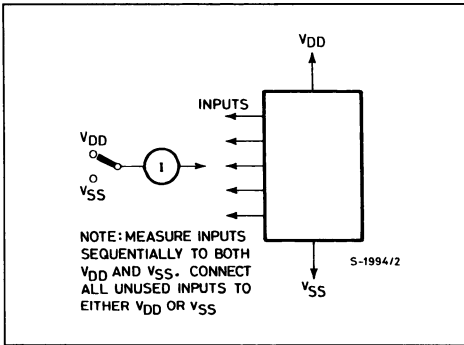 VDD
INPUTS
VDD
I
VSS
NOTE: MEASURE INPUTS
SEQUENTIALLY TO BOTH
VDD AND VSS. CONNECT
ALL UNUSED INPUTS TO
EITHER VDD OR VSS
S-1994/2
VSS